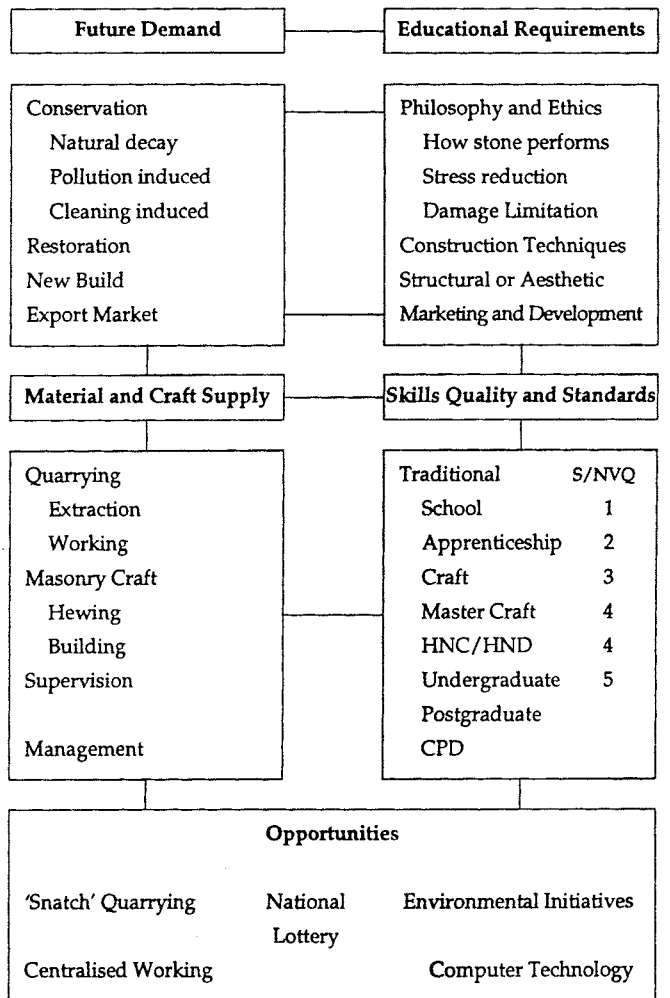 Future Demand
Educational Requirements
Conservation
Natural decay
Pollution induced
Cleaning induced
Restoration
New Build
Export Market
Philosophy and Ethics
How stone performs
Stress reduction
Damage Limitation
Construction Techniques
Structural or Aesthetic
Marketing and Development
Material and Craft Supply
Skills Quality and Standards
Quarrying
Extraction
Working
Masonry Craft
Hewing
Building
Supervision
Management
Traditional S/NVQ
School 1
Apprenticeship 2
Craft 3
Master Craft 4
HNC/HND 4
Undergraduate 5
Postgraduate
CPD
Opportunities
'Snatch' Quarrying National Environmental Initiatives
Lottery
Centralised Working Computer Technology